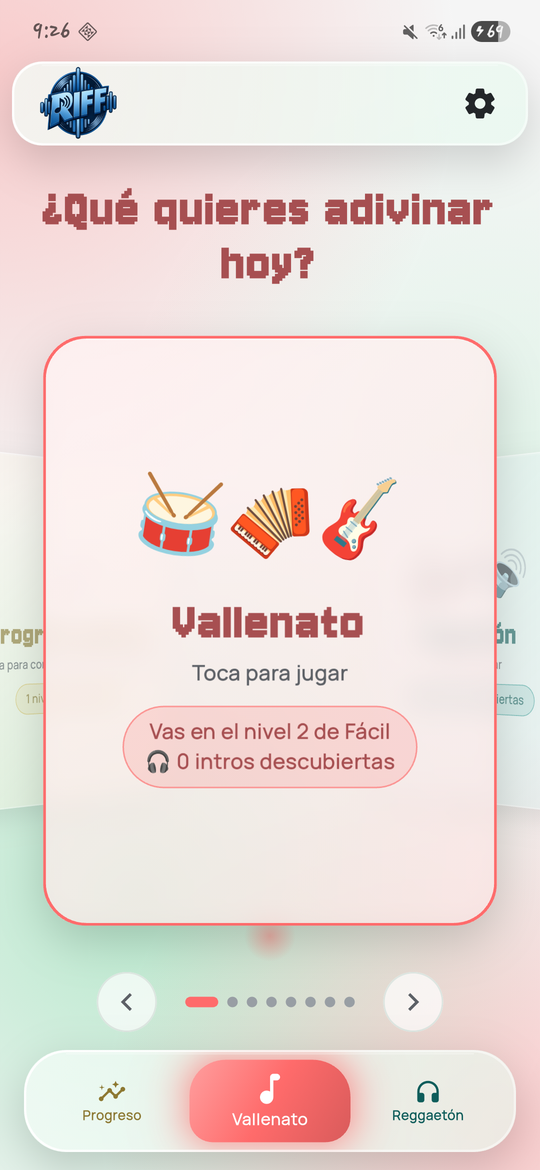 9:26
69
RIFF
¿Qué quieres adivinar
hoy?
Vallenato
Toca para jugar
Vas en el nivel 2 de Fácil
🎧 0 intros descubiertas
Progreso
Vallenato
Reggaetón